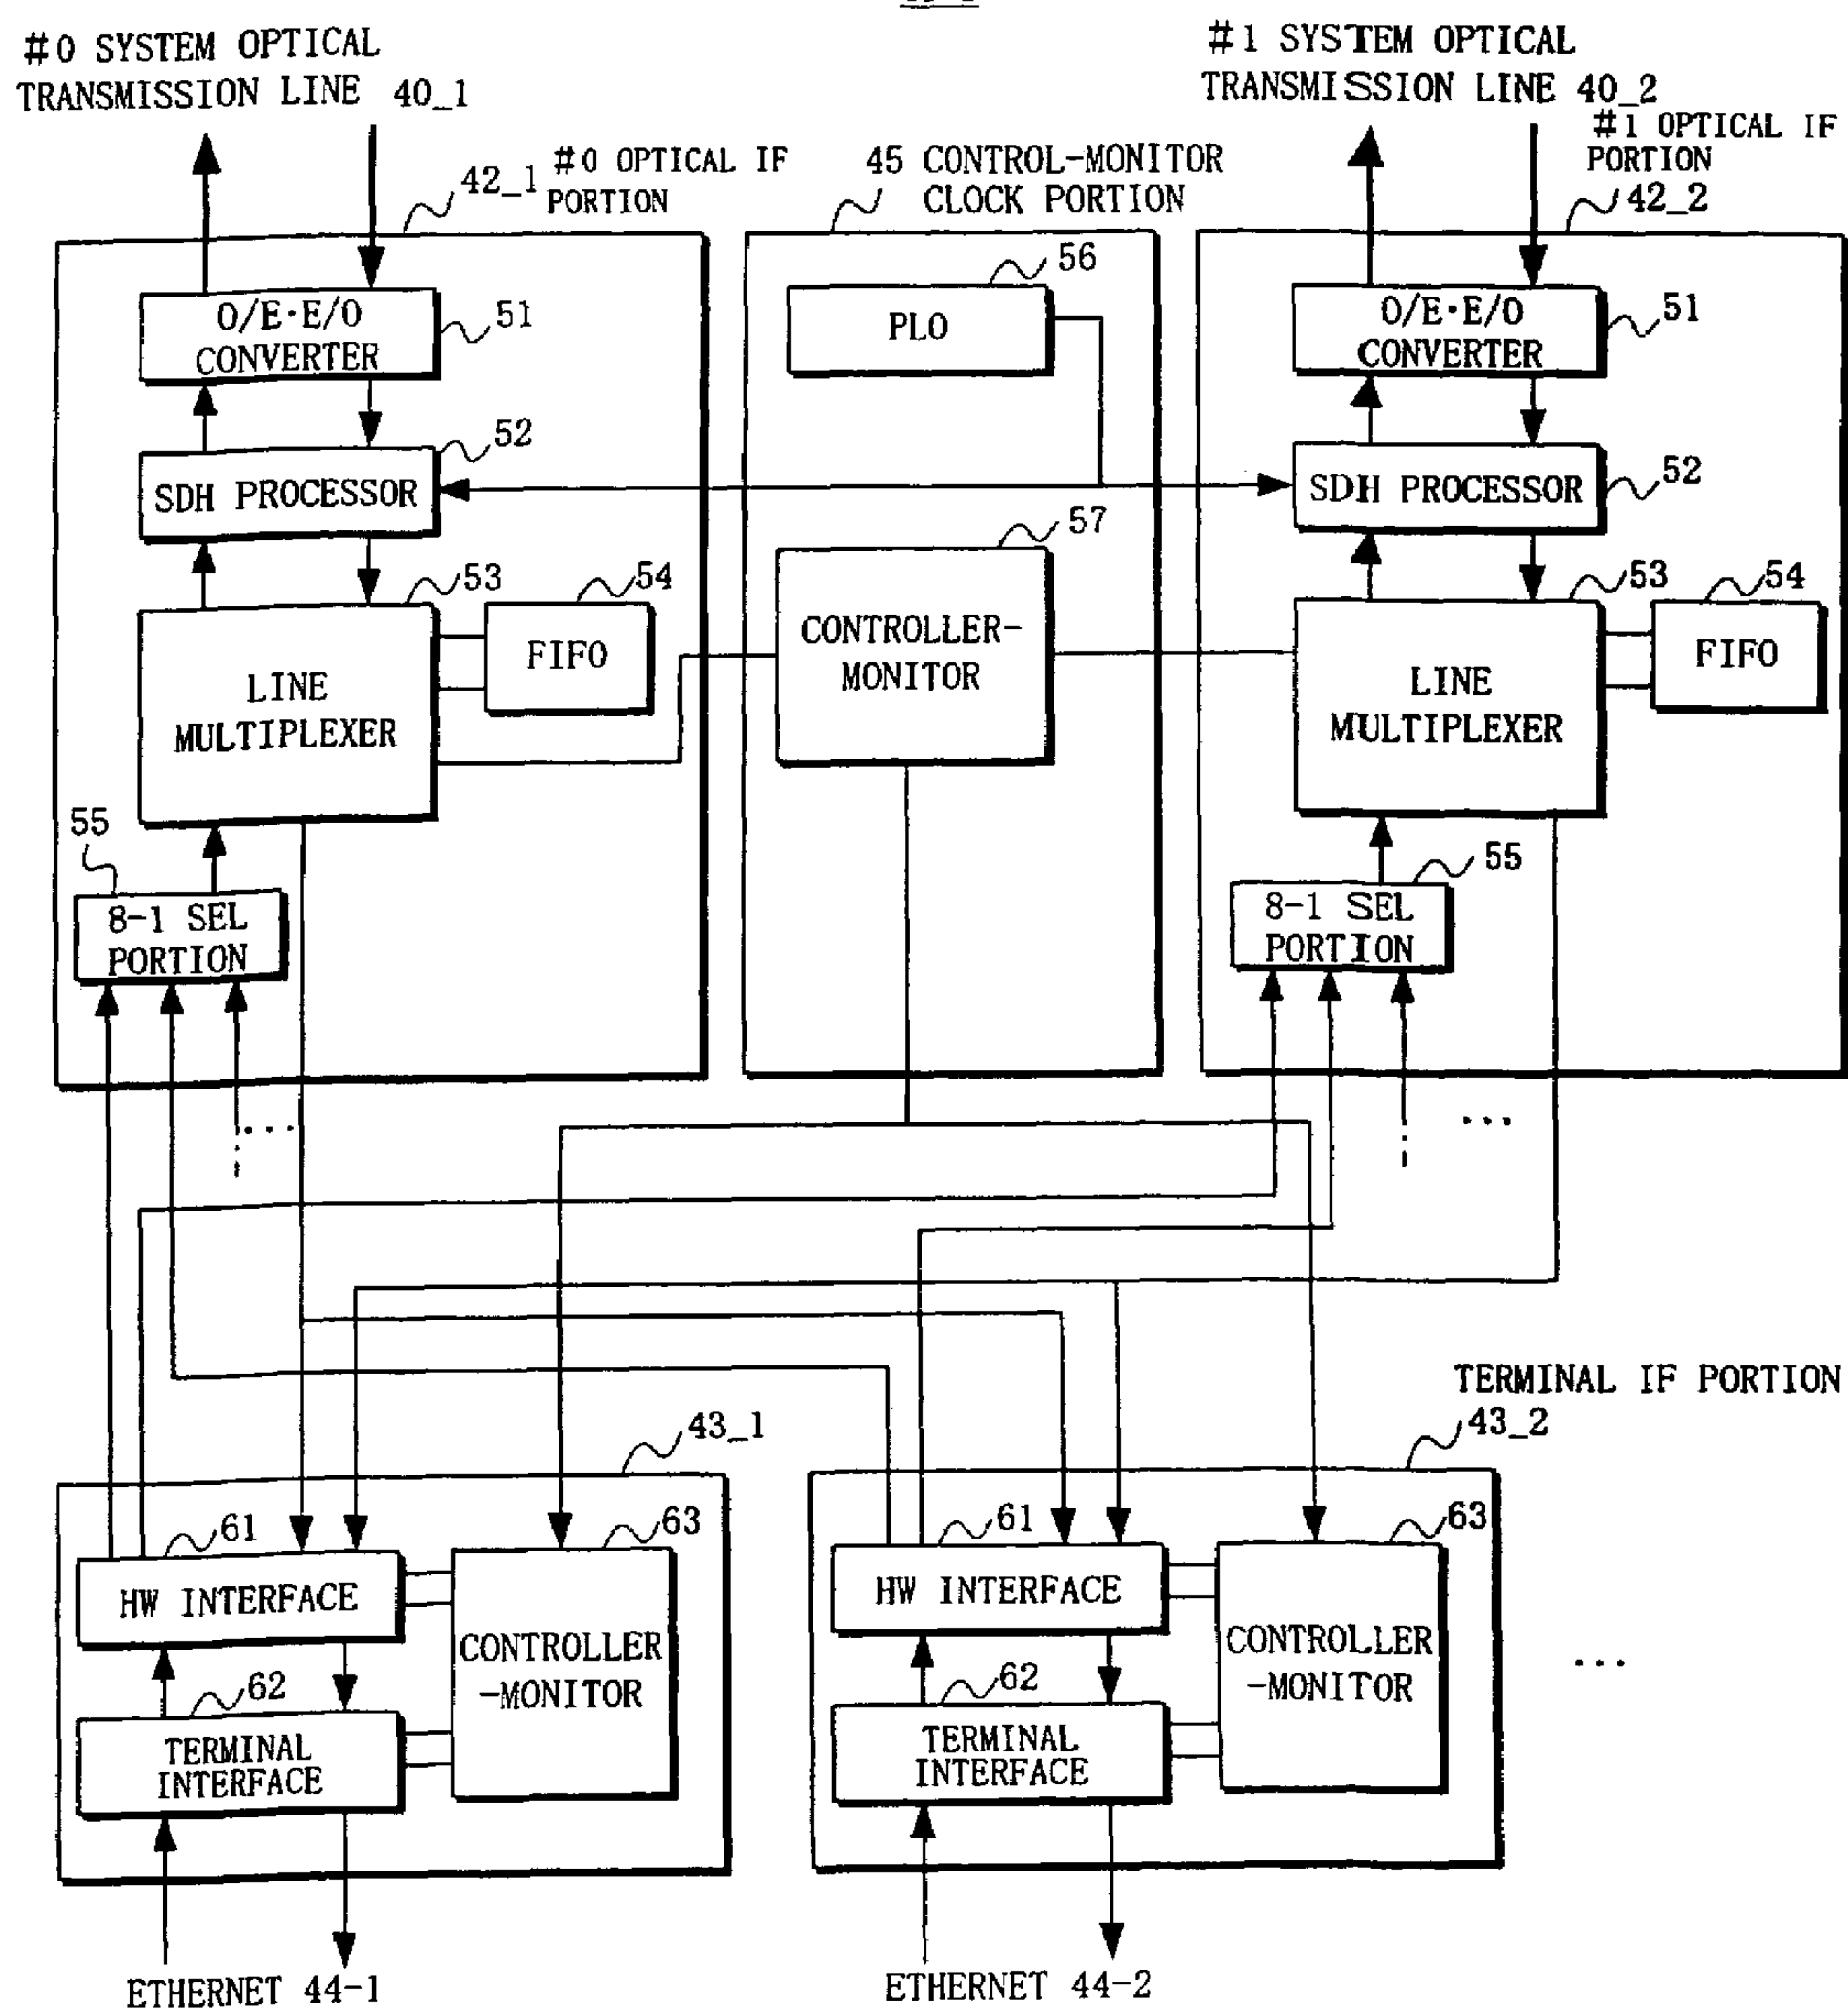 #0 SYSTEM OPTICAL
TRANSMISSION LINE 40_1
#1 SYSTEM OPTICAL
TRANSMISSION LINE 40_2
42_1 #0 OPTICAL IF
PORTION
45 CONTROL-MONITOR
CLOCK PORTION
#1 OPTICAL IF
PORTION
42_2
O/E·E/O
CONVERTER
51
PLO
56
O/E·E/O
CONVERTER
51
SDH PROCESSOR
52
SDH PROCESSOR
52
57
LINE
MULTIPLEXER
53
FIFO
54
CONTROLLER-
MONITOR
LINE
MULTIPLEXER
53
FIFO
54
55
8-1 SEL
PORTION
55
8-1 SEL
PORTION
...
...
TERMINAL IF PORTION
43_1
43_2
61
HW INTERFACE
63
CONTROLLER
-MONITOR
62
TERMINAL
INTERFACE
61
HW INTERFACE
63
CONTROLLER
-MONITOR
62
TERMINAL
INTERFACE
...
ETHERNET 44-1
ETHERNET 44-2